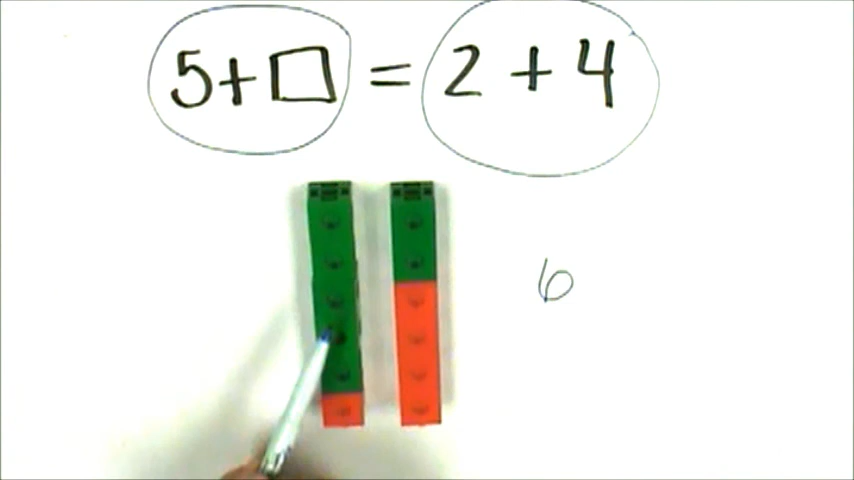 5 + □ = 2 + 4
6